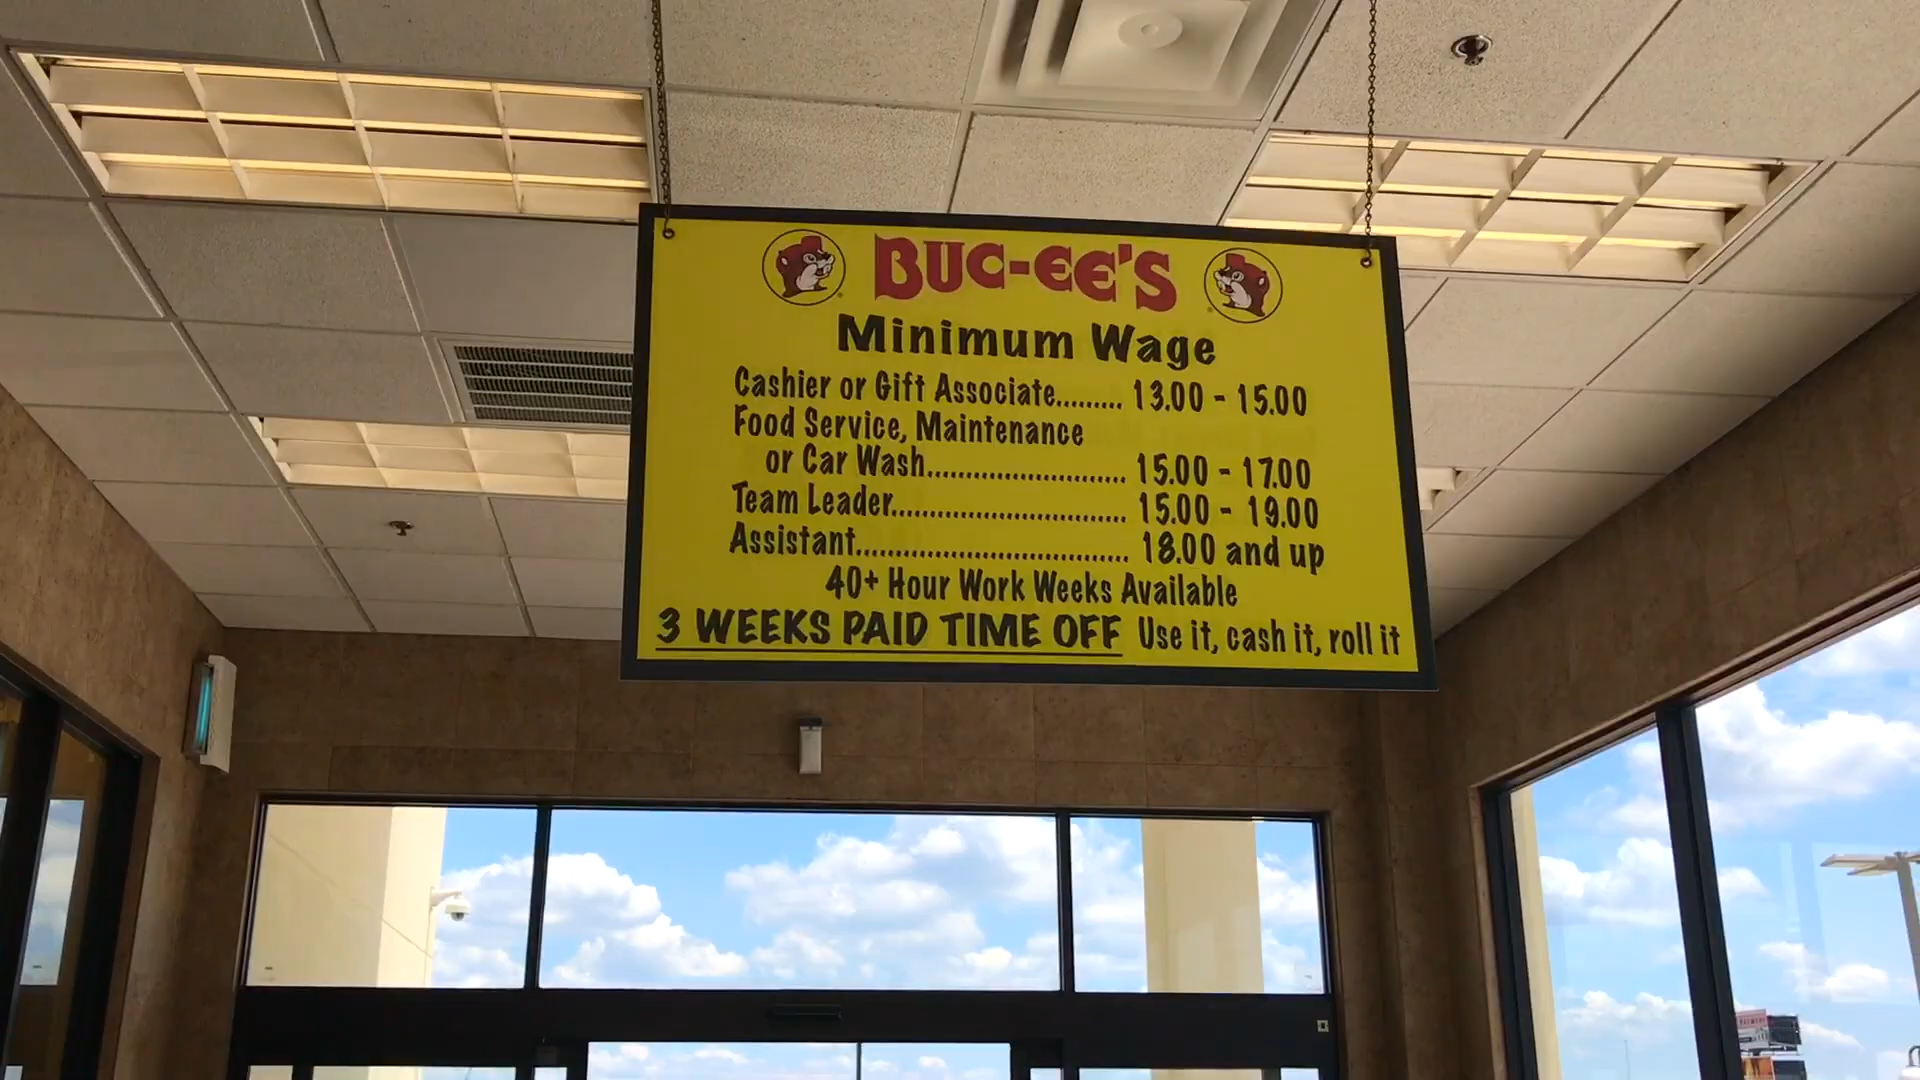 BUC-EE'S
Minimum Wage
Cashier or Gift Associate......... 13.00 - 15.00
Food Service, Maintenance
or Car Wash.......................... 15.00 - 17.00
Team Leader............................... 15.00 - 19.00
Assistant.................................... 18.00 and up
40+ Hour Work Weeks Available
3 WEEKS PAID TIME OFF Use it, cash it, roll it